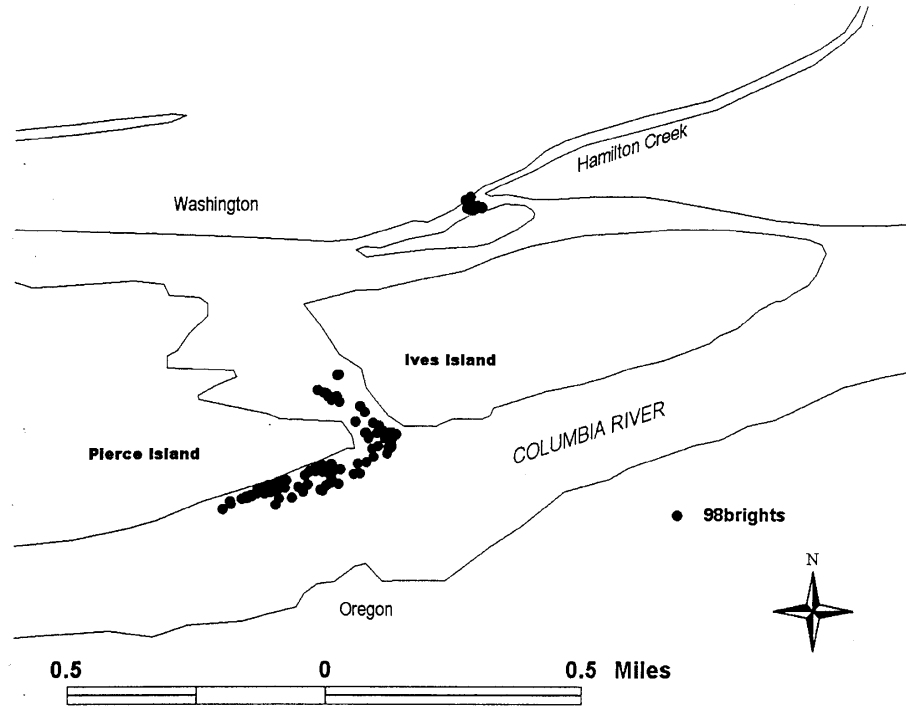 Hamilton Creek
Washington
Ives Island
COLUMBIA RIVER
Pierce Island
98brights
N
Oregon
0.5 0 0.5 Miles